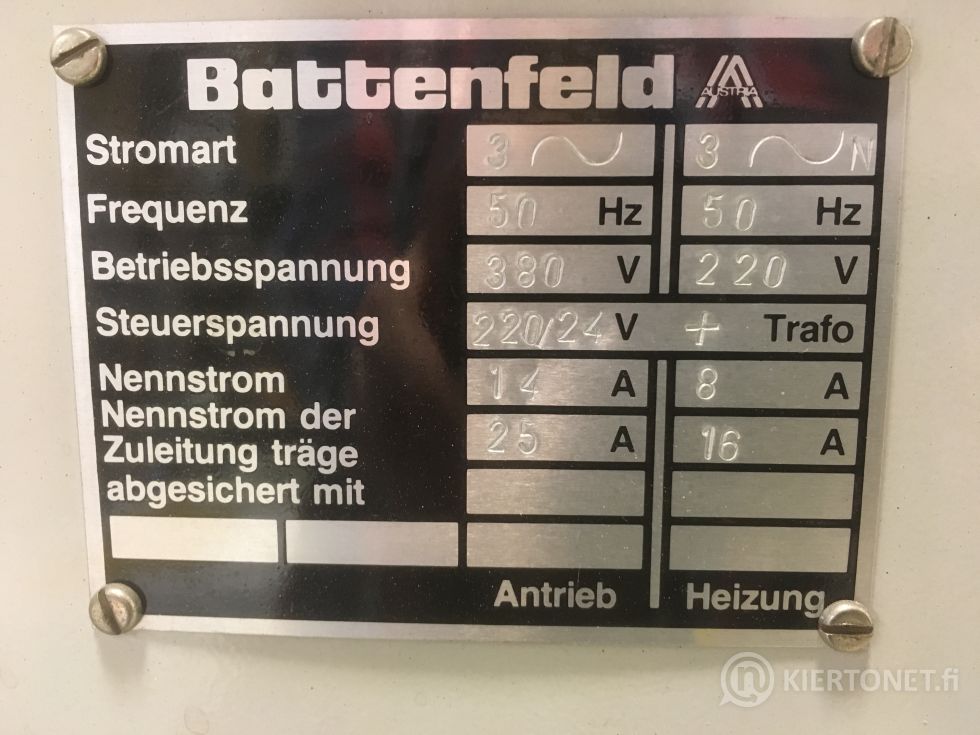 Battenfeld AUSTRIA
Stromart 3 ~ 3 ~ N
Frequenz 50 Hz 50 Hz
Betriebsspannung 380 V 220 V
Steuerspannung 220/24 V + Trafo
Nennstrom 14 A 8 A
Nennstrom der
Zuleitung träge 25 A 16 A
abgesichert mit
Antrieb Heizung
KIERTONET.fi